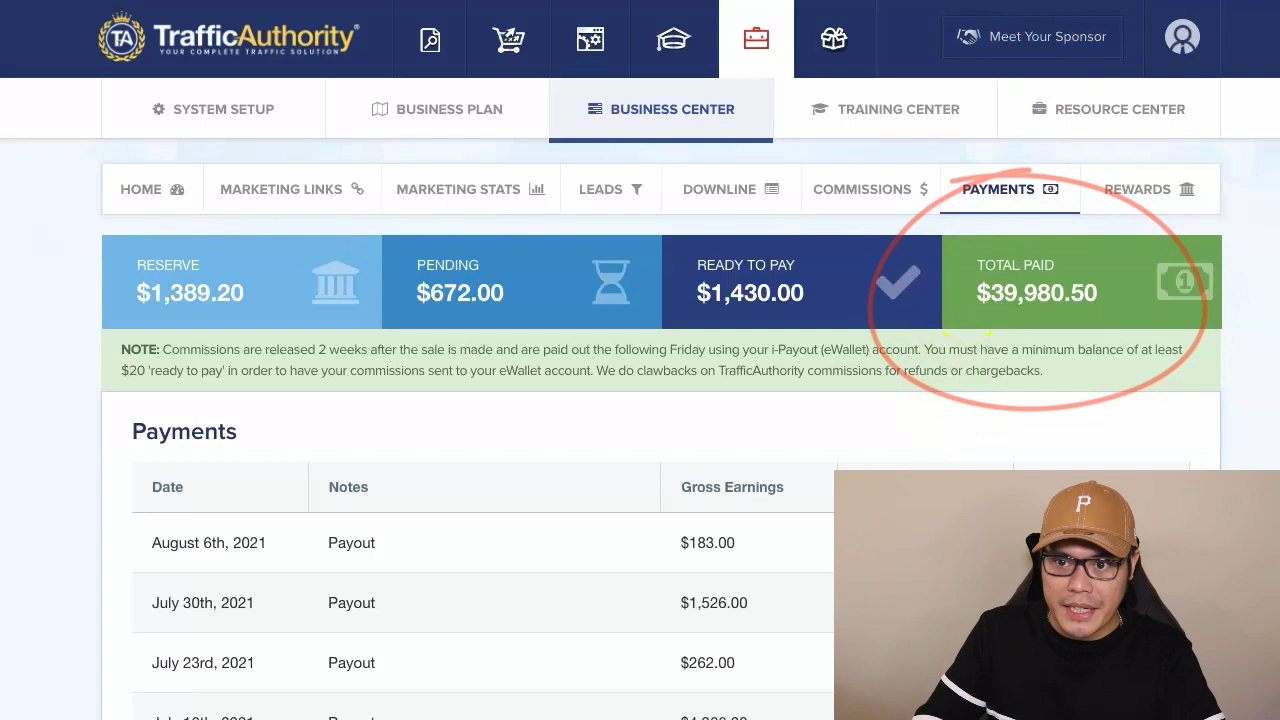 TA TrafficAuthority®
YOUR COMPLETE TRAFFIC SOLUTION
Meet Your Sponsor
SYSTEM SETUP
BUSINESS PLAN
BUSINESS CENTER
TRAINING CENTER
RESOURCE CENTER
HOME
MARKETING LINKS
MARKETING STATS
LEADS
DOWNLINE
COMMISSIONS $
PAYMENTS
REWARDS
RESERVE
$1,389.20
PENDING
$672.00
READY TO PAY
$1,430.00
TOTAL PAID
$39,980.50
NOTE: Commissions are released 2 weeks after the sale is made and are paid out the following Friday using your i-Payout (eWallet) account. You must have a minimum balance of at least
$20 'ready to pay' in order to have your commissions sent to your eWallet account. We do clawbacks on TrafficAuthority commissions for refunds or chargebacks.
Payments
Date Notes Gross Earnings
August 6th, 2021 Payout $183.00
July 30th, 2021 Payout $1,526.00
July 23rd, 2021 Payout $262.00
P